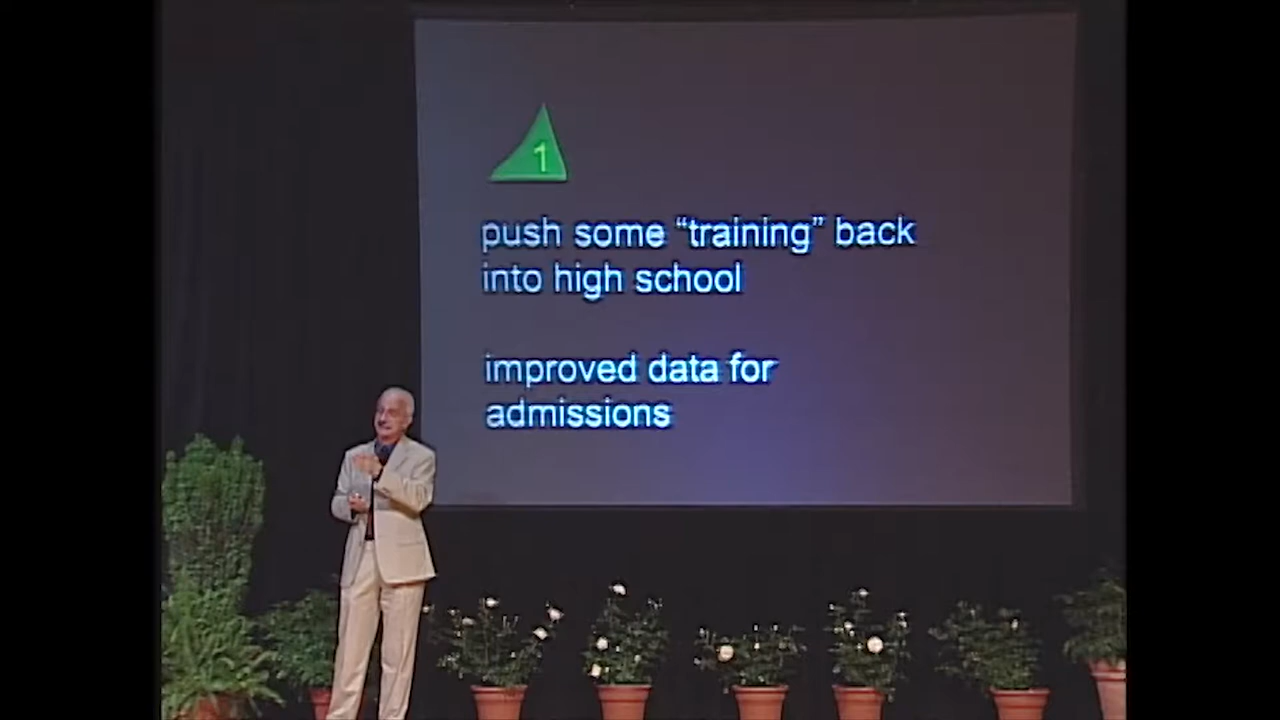 1
push some “training” back
into high school
improved data for
admissions